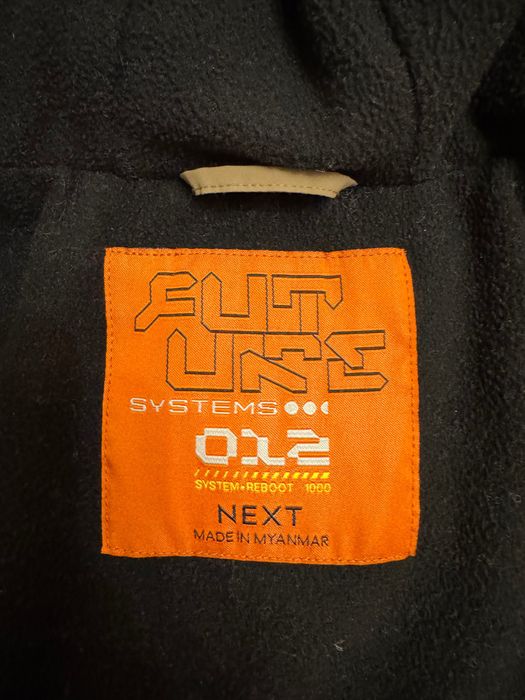 FUT
URE
SYSTEMS
012
SYSTEM•REBOOT 1000
NEXT
MADE IN MYANMAR